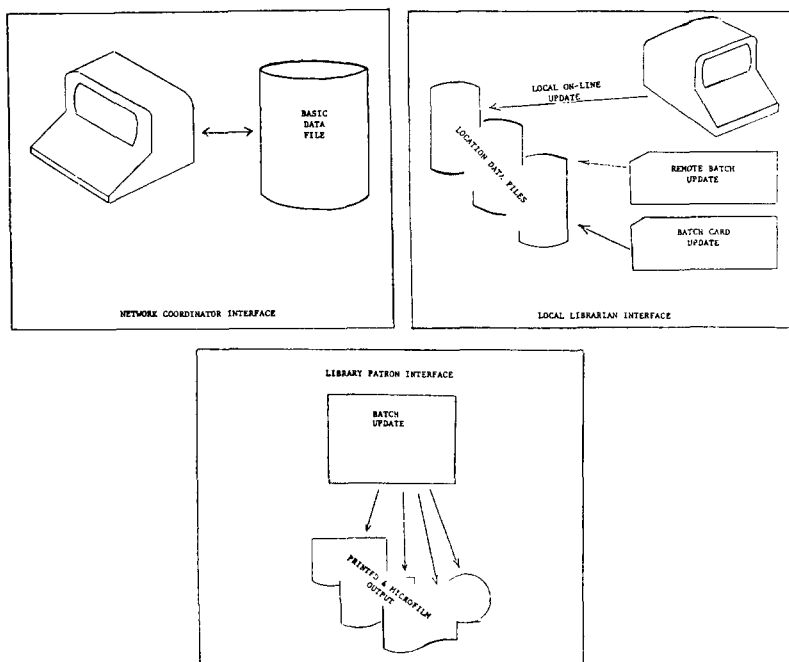 BASIC
DATA
FILE
NETWORK COORDINATOR INTERFACE
LOCAL ON-LINE
UPDATE
LOCATION DATA FILES
REMOTE BATCH
UPDATE
BATCH CARD
UPDATE
LOCAL LIBRARIAN INTERFACE
LIBRARY PATRON INTERFACE
BATCH
UPDATE
PRINTED & MICROFILM
OUTPUT